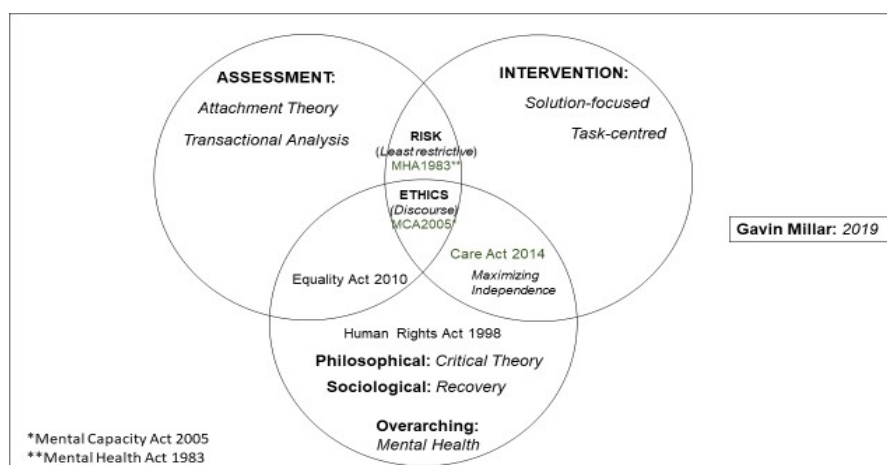 ASSESSMENT:
Attachment Theory
Transactional Analysis
INTERVENTION:
Solution-focused
Task-centred
RISK
(Least restrictive)
MHA1983**
ETHICS
(Discourse)
MCA2005*
Gavin Millar: 2019
Care Act 2014
Maximizing
Independence
Equality Act 2010
Human Rights Act 1998
Philosophical: Critical Theory
Sociological: Recovery
Overarching:
Mental Health
*Mental Capacity Act 2005
**Mental Health Act 1983